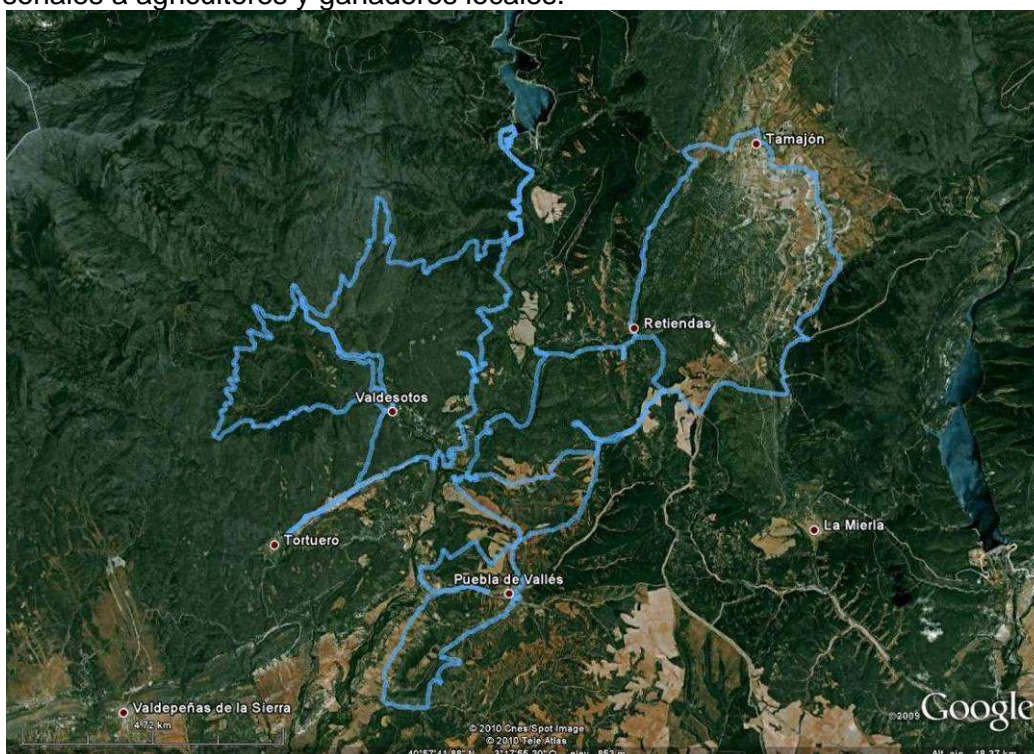 sonales a agricultores y ganaderos locales.
Tamajón
Retiendas
Valdesotos
La Mierla
Tortuero
Puebla de Vallés
Valdepeñas de la Sierra
4.72 km
©2009 Google
© 2010 Cnes/Spot Image
© 2010 Tele Atlas